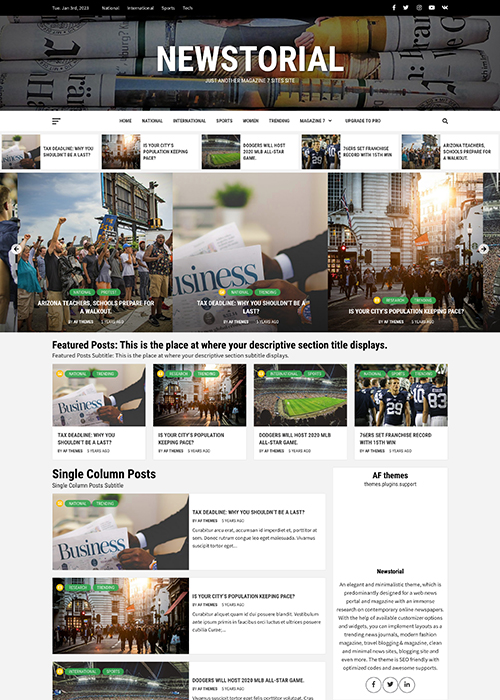 Tue. Jan 3rd, 2023 National International Sports Tech
NEWSTORIAL
JUST ANOTHER MAGAZINE 7 SITES SITE
HOME NATIONAL INTERNATIONAL SPORTS WOMEN TRENDING MAGAZINE 7 UPGRADE TO PRO
TAX DEADLINE: WHY YOU SHOULDN'T BE A LAST?
IS YOUR CITY'S POPULATION KEEPING PACE?
DODGERS WILL HOST 2020 MLB ALL-STAR GAME.
76ERS SET FRANCHISE RECORD WITH 15TH WIN
ARIZONA TEACHERS, SCHOOLS PREPARE FOR A WALKOUT.
Business
NATIONAL PROTEST
ARIZONA TEACHERS, SCHOOLS PREPARE FOR
A WALKOUT.
BY AF THEMES 5 YEARS AGO
NATIONAL TRENDING
TAX DEADLINE: WHY YOU SHOULDN'T BE A
LAST?
BY AF THEMES 5 YEARS AGO
RESEARCH TRENDING
IS YOUR CITY'S POPULATION KEEPING PACE?
BY AF THEMES 5 YEARS AGO
Featured Posts: This is the place at where your descriptive section title displays.
Featured Posts Subtitle: This is the place at where your descriptive section subtitle displays.
NATIONAL TRENDING
Business
TAX DEADLINE: WHY YOU
SHOULDN'T BE A LAST?
BY AF THEMES 5 YEARS AGO
RESEARCH TRENDING
IS YOUR CITY'S POPULATION
KEEPING PACE?
BY AF THEMES 5 YEARS AGO
INTERNATIONAL SPORTS
DODGERS WILL HOST 2020 MLB
ALL-STAR GAME.
BY AF THEMES 5 YEARS AGO
NATIONAL SPORTS
29 83
76ERS SET FRANCHISE RECORD
WITH 15TH WIN
BY AF THEMES 5 YEARS AGO
Single Column Posts
Single Column Posts Subtitle
NATIONAL TRENDING
Business
TAX DEADLINE: WHY YOU SHOULDN'T BE A LAST?
BY AF THEMES 5 YEARS AGO
Curabitur arcu erat, accumsan id imperdiet et, porttitor at
sem. Donec rutrum congue leo eget malesuada. Vivamus
suscipit tortor eget...
RESEARCH TRENDING
IS YOUR CITY'S POPULATION KEEPING PACE?
BY AF THEMES 5 YEARS AGO
Curabitur aliquet quam id dui posuere blandit. Vestibulum
ante ipsum primis in faucibus orci luctus et ultrices posuere
cubilia Curae;...
INTERNATIONAL SPORTS
DODGERS WILL HOST 2020 MLB ALL-STAR GAME.
BY AF THEMES 5 YEARS AGO
Vivamus suscipit tortor eget felis porttitor volutpat. Cras
AF themes
themes plugins support
Newstorial
An elegant and minimalistic theme, which is
predominantly designed for a web news
portal and magazine with an immense
research on contemporary online newspapers.
With the help of available customizer options
and widgets, you can implement layouts as a
trending news journals, modern fashion
magazine, travel blogging & magazine, clean
and minimal news sites, blogging site and
even more. The theme is SEO friendly with
optimized codes and awesome supports.